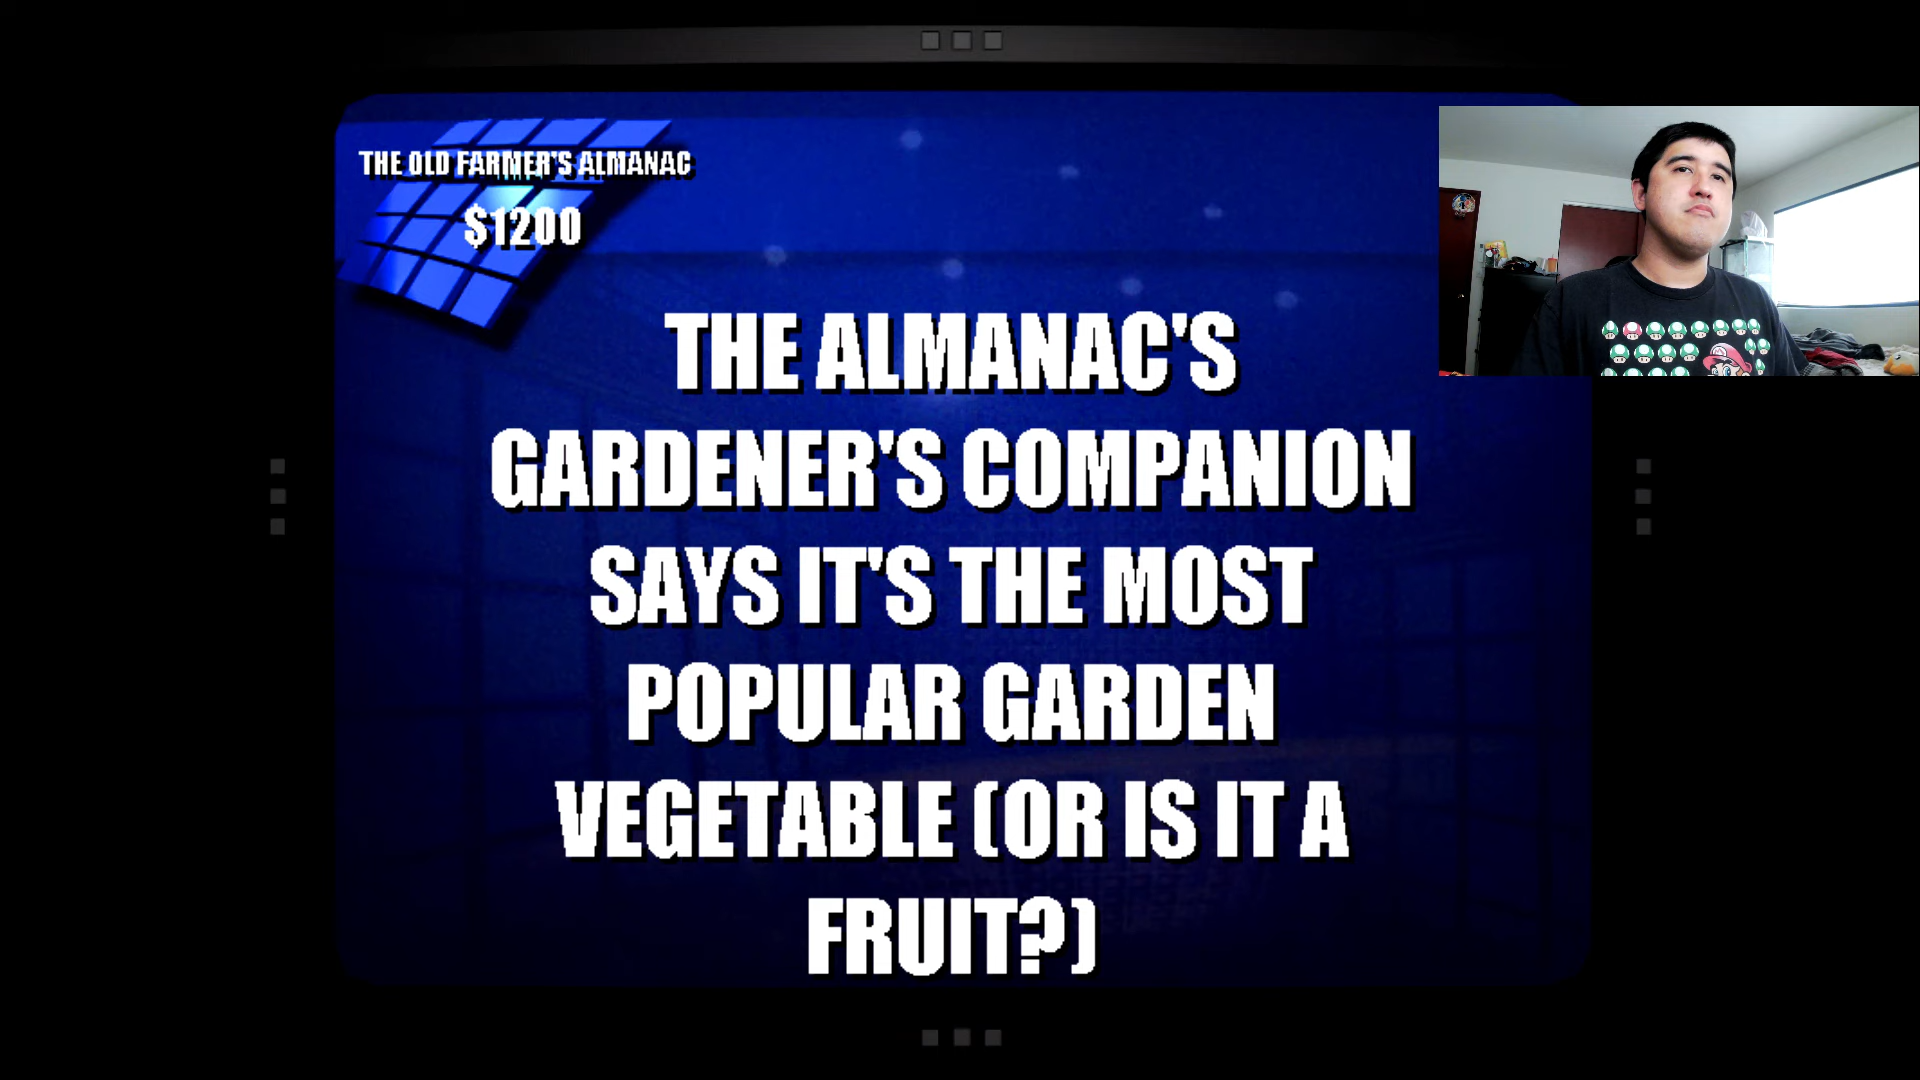 THE OLD FARMER'S ALMANAC
$1200
THE ALMANAC'S
GARDENER'S COMPANION
SAYS IT'S THE MOST
POPULAR GARDEN
VEGETABLE (OR IS IT A
FRUIT?)